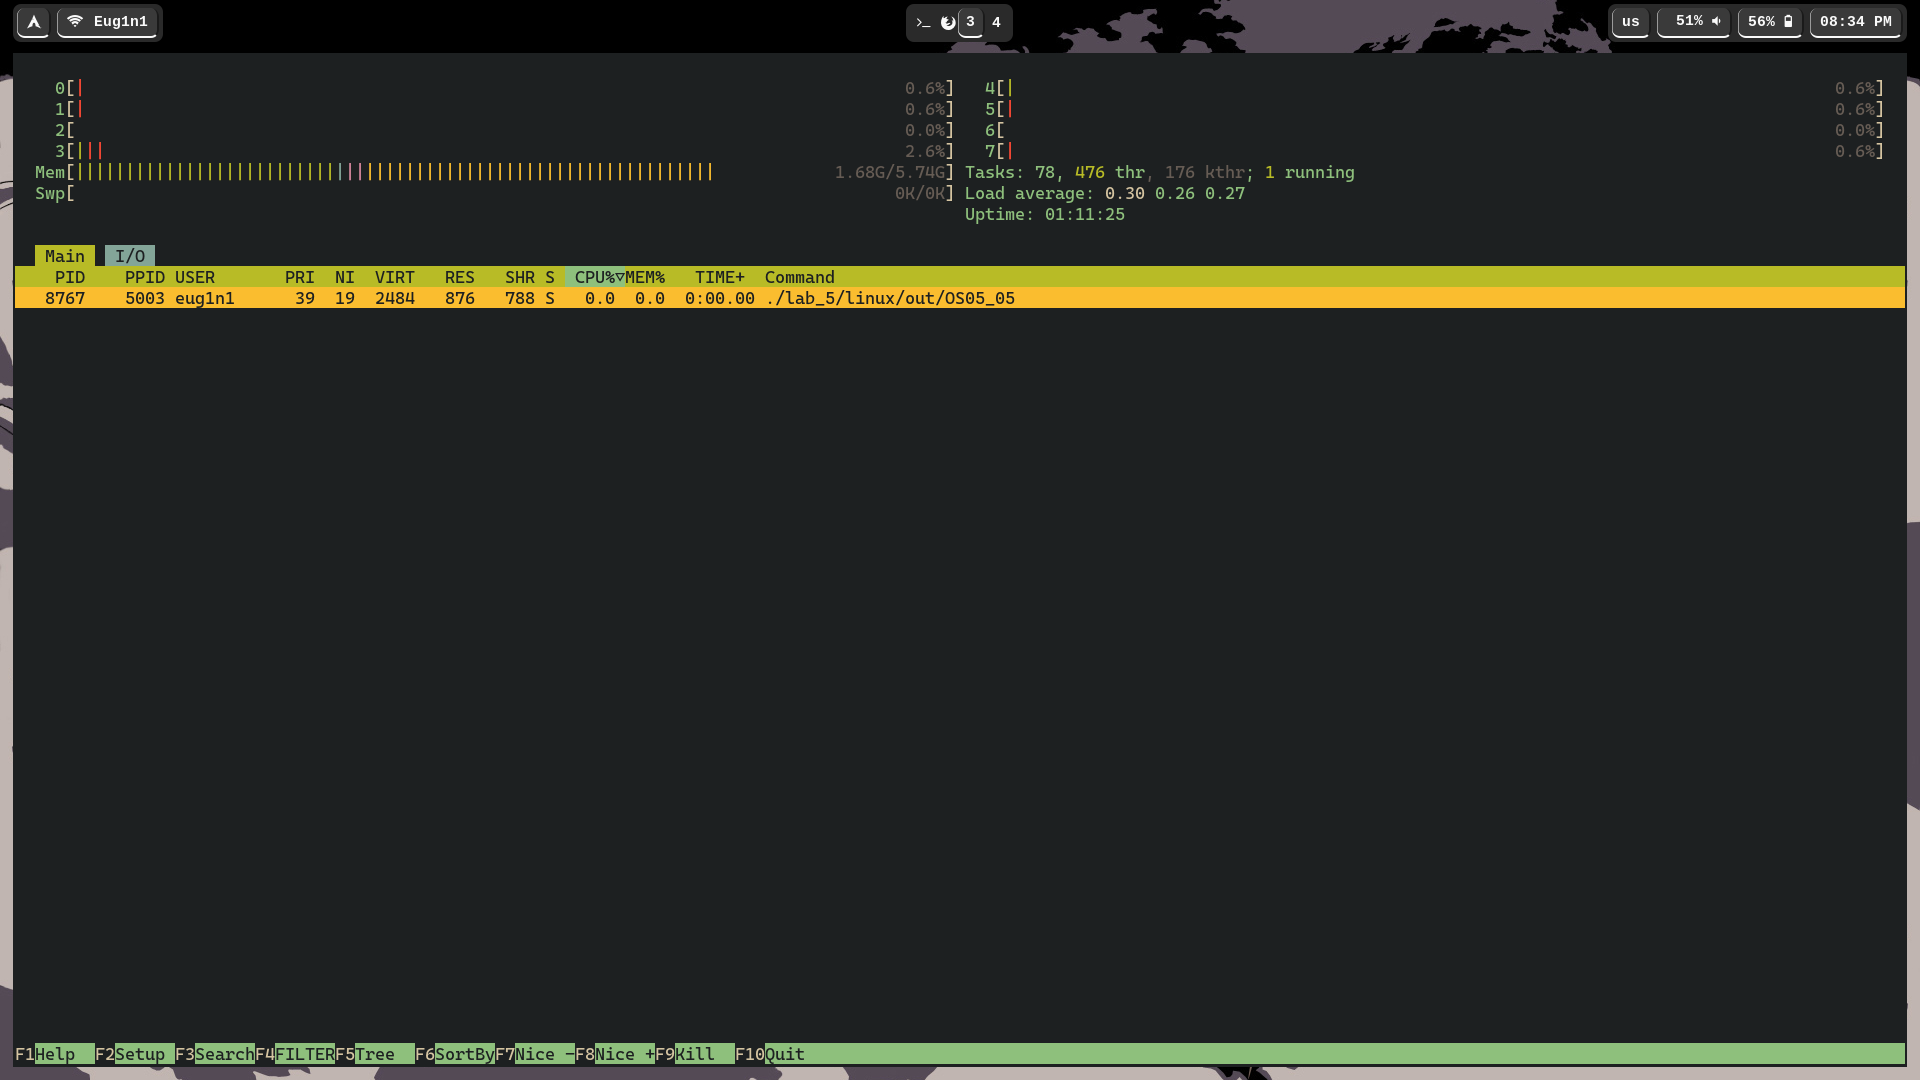 Eug1n1 >_ 3 4 us 51% 56% 08:34 PM
0[| 0.6%] 4[| 0.6%]
1[| 0.6%] 5[| 0.6%]
2[ 0.0%] 6[ 0.0%]
3[||| 2.6%] 7[| 0.6%]
Mem[|||||||||||||||||||||||||||||||||||||||||||||||||||||||||||||||| 1.68G/5.74G] Tasks: 78, 476 thr, 176 kthr; 1 running
Swp[ 0K/0K] Load average: 0.30 0.26 0.27
Uptime: 01:11:25
Main I/O
PID PPID USER PRI NI VIRT RES SHR S CPU%▽MEM% TIME+ Command
8767 5003 eug1n1 39 19 2484 876 788 S 0.0 0.0 0:00.00 ./lab_5/linux/out/OS05_05
F1Help F2Setup F3SearchF4FILTERF5Tree F6SortByF7Nice -F8Nice +F9Kill F10Quit